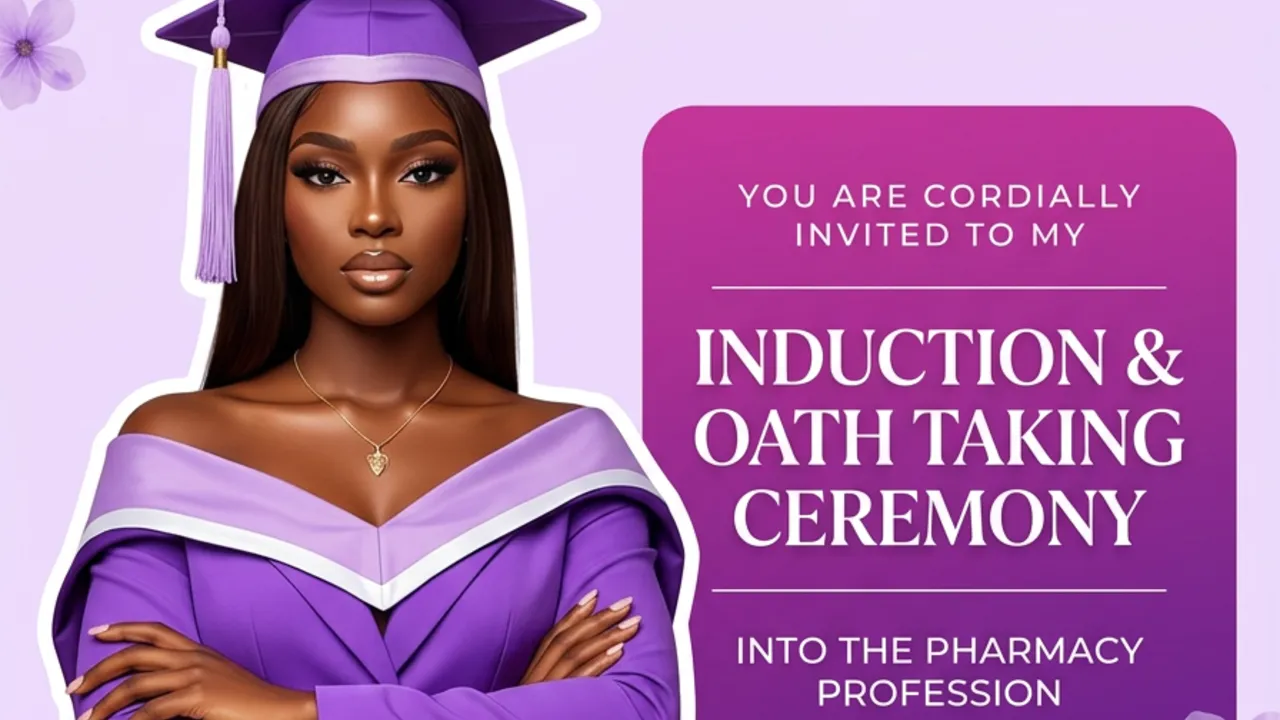 YOU ARE CORDIALLY
INVITED TO MY
INDUCTION &
OATH TAKING
CEREMONY
INTO THE PHARMACY
PROFESSION